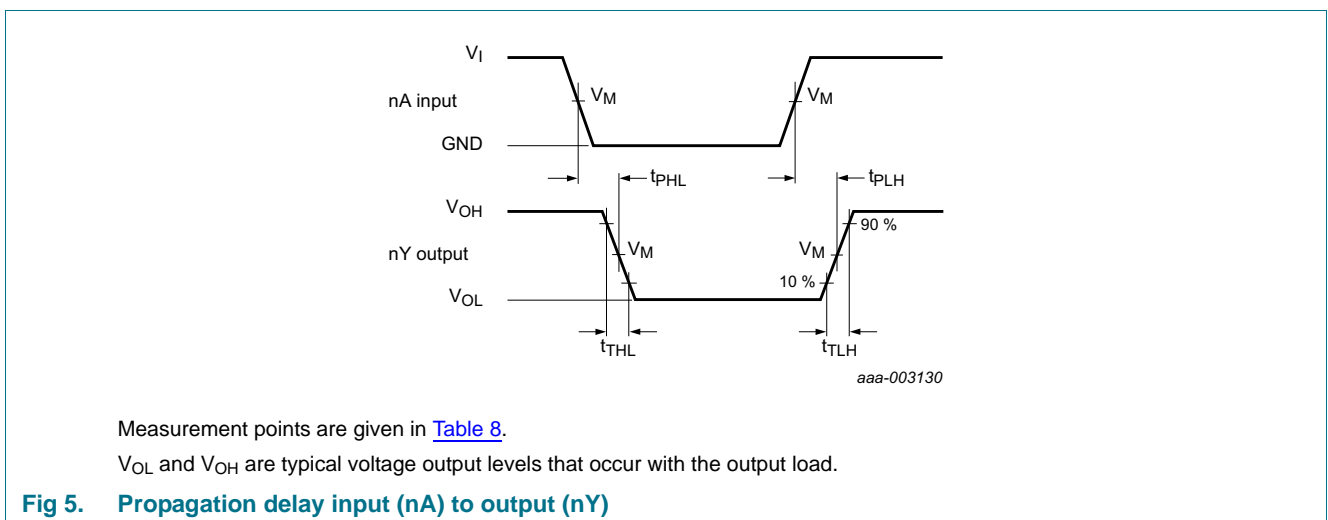 VI
nA input
VM
VM
GND
tPHL
tPLH
VOH
90 %
nY output
VM
VM
10 %
VOL
tTHL
tTLH
aaa-003130
Measurement points are given in Table 8.
VOL and VOH are typical voltage output levels that occur with the output load.
Fig 5. Propagation delay input (nA) to output (nY)